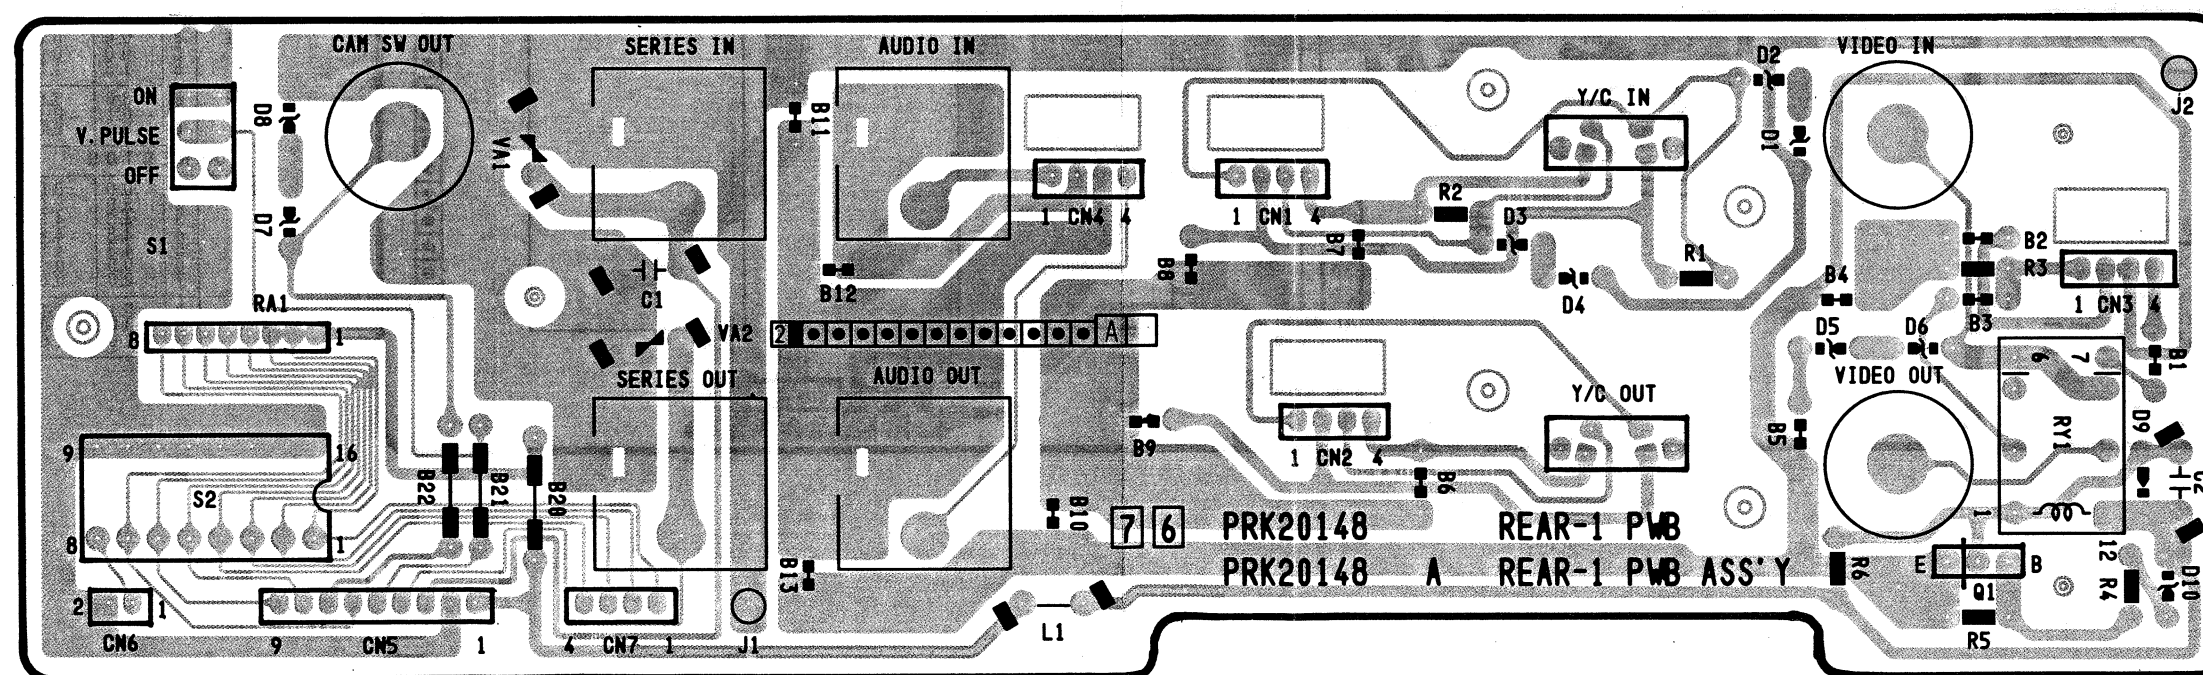 CAM SW OUT
SERIES IN
AUDIO IN
D2
VIDEO IN
ON
V.PULSE
OFF
D8
VA1
B11
Y/C IN
D1
J2
D7
S1
1 CN4 4
1 CN1 4
R2
D3
B7
B8
R1
D4
B2
R3
B4
B3
1 CN3 4
B12
C1
RA1
8
1
VA2
2
A
D5
D6
6
7
B1
SERIES OUT
AUDIO OUT
Y/C OUT
VIDEO OUT
9
16
S2
8
1
B22
B21
B20
B9
1 CN2 4
B6
B5
RY1
D9
C2
1
12
B10
7 6
PRK20148 REAR-1 PWB
PRK20148 A REAR-1 PWB ASS'Y
B13
R6
E
B
Q1
R4
D10
2
1
CN6
9 CN5 1
4 CN7 1
J1
L1
R5